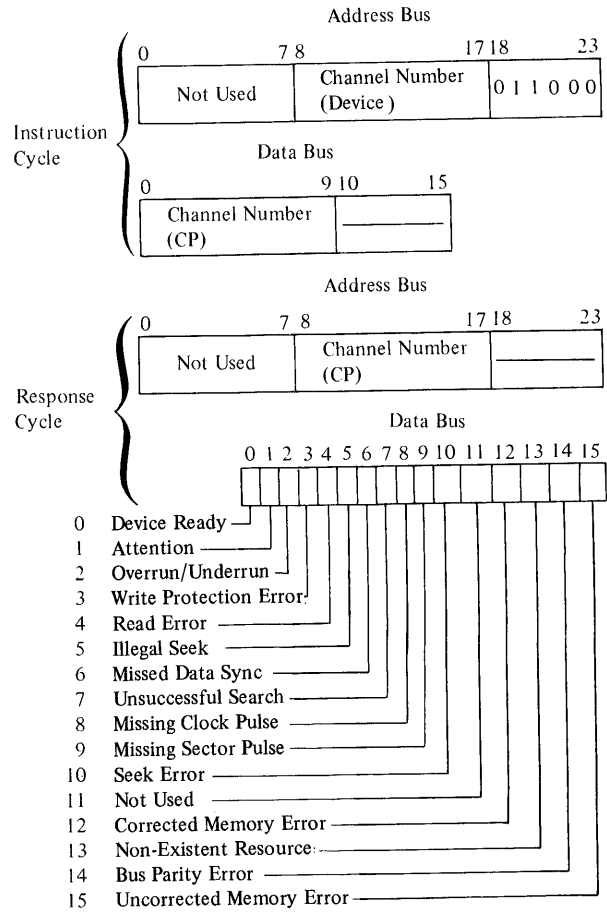 Address Bus
0 7 8 17 18 23
Not Used
Channel Number
(Device)
0 1 1 0 0 0
Instruction
Cycle
Data Bus
0 9 10 15
Channel Number
(CP)
Address Bus
0 7 8 17 18 23
Not Used
Channel Number
(CP)
Response
Cycle
Data Bus
0 1 2 3 4 5 6 7 8 9 10 11 12 13 14 15
0 Device Ready
1 Attention
2 Overrun/Underrun
3 Write Protection Error
4 Read Error
5 Illegal Seek
6 Missed Data Sync
7 Unsuccessful Search
8 Missing Clock Pulse
9 Missing Sector Pulse
10 Seek Error
11 Not Used
12 Corrected Memory Error
13 Non-Existent Resource
14 Bus Parity Error
15 Uncorrected Memory Error